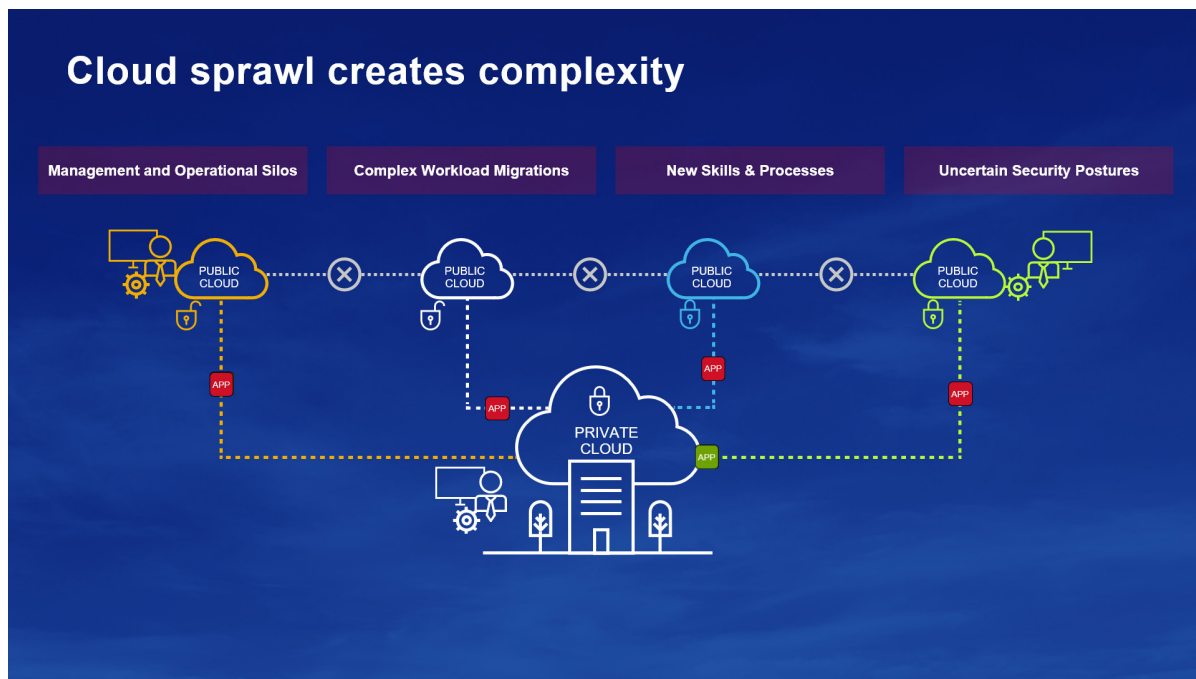 Cloud sprawl creates complexity
Management and Operational Silos
Complex Workload Migrations
New Skills & Processes
Uncertain Security Postures
PUBLIC
CLOUD
PUBLIC
CLOUD
PUBLIC
CLOUD
PUBLIC
CLOUD
APP
APP
APP
APP
PRIVATE
CLOUD
APP